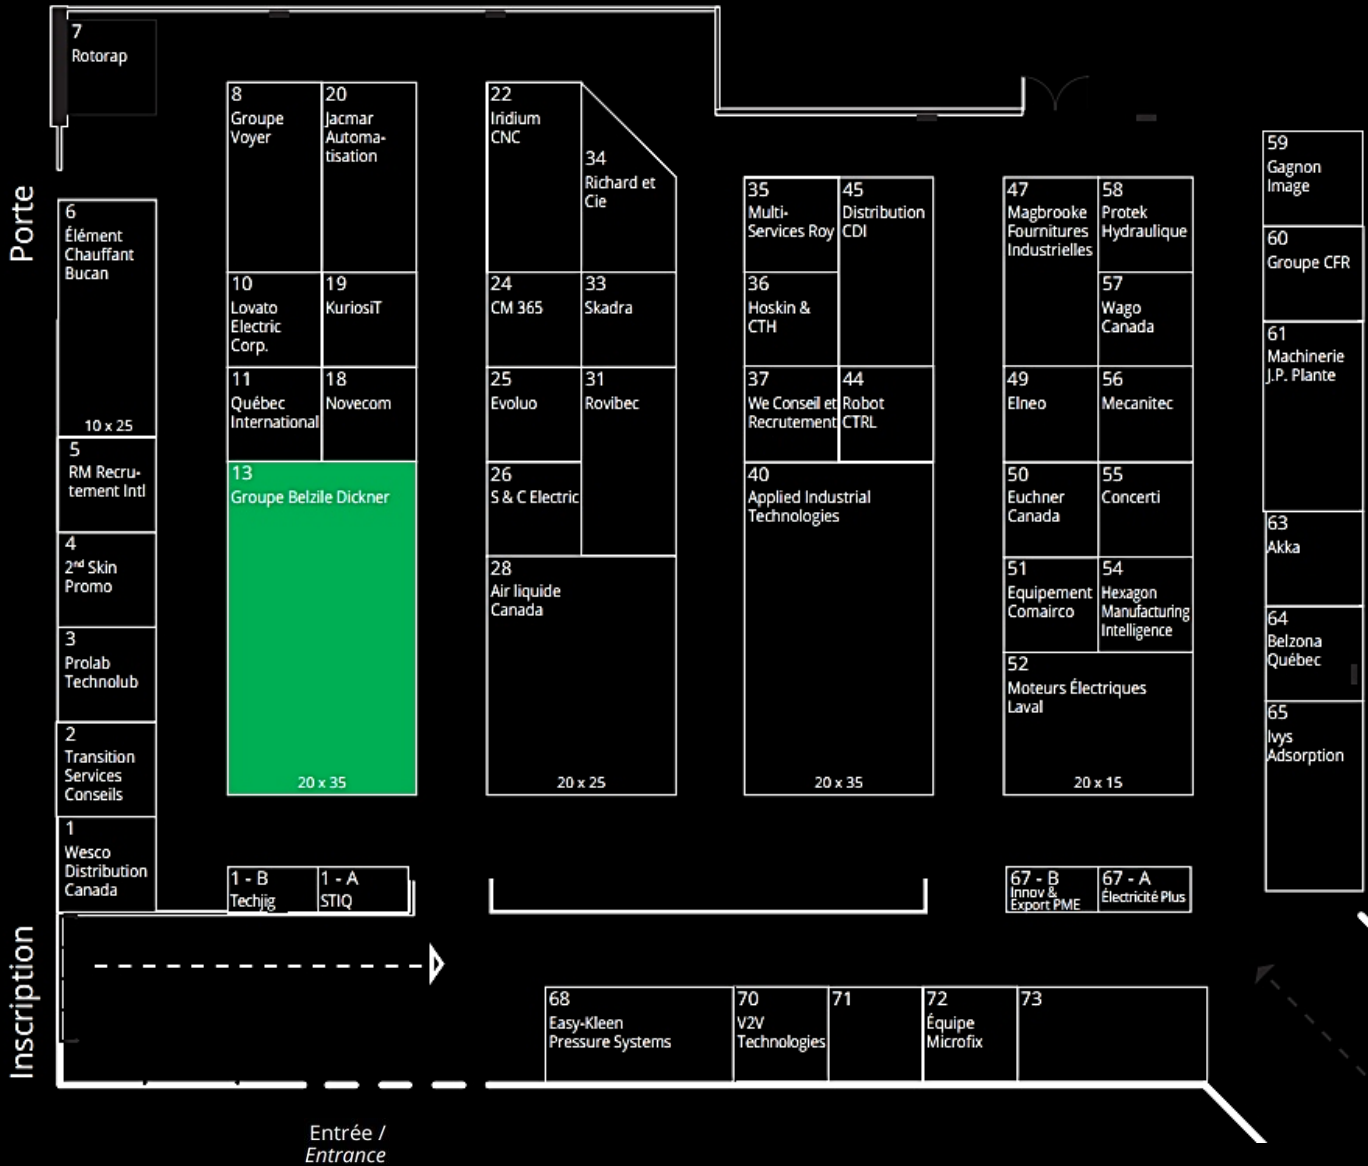 7
Rotorap
Porte
6
Élément
Chauffant
Bucan
10 x 25
5
RM Recru-
tement Intl
4
2nd Skin
Promo
3
Prolab
Technolub
2
Transition
Services
Conseils
1
Wesco
Distribution
Canada
8
Groupe
Voyer
20
Jacmar
Automa-
tisation
10
Lovato
Electric
Corp.
19
KuriosiT
11
Québec
International
18
Novecom
13
Groupe Belzile Dickner
20 x 35
1 - B
Techjig
1 - A
STIQ
22
Iridium
CNC
34
Richard et
Cie
24
CM 365
33
Skadra
25
Evoluo
31
Rovibec
26
S & C Electric
28
Air liquide
Canada
20 x 25
35
Multi-
Services Roy
45
Distribution
CDI
36
Hoskin &
CTH
37
We Conseil et
Recrutement
44
Robot
CTRL
40
Applied Industrial
Technologies
20 x 35
47
Magbrooke
Fournitures
Industrielles
58
Protek
Hydraulique
57
Wago
Canada
49
Elneo
56
Mecanitec
50
Euchner
Canada
55
Concerti
51
Equipement
Comairco
54
Hexagon
Manufacturing
Intelligence
52
Moteurs Électriques
Laval
20 x 15
67 - B
Innov &
Export PME
67 - A
Électricité Plus
59
Gagnon
Image
60
Groupe CFR
61
Machinerie
J.P. Plante
63
Akka
64
Belzona
Québec
65
Ivys
Adsorption
Inscription
68
Easy-Kleen
Pressure Systems
70
V2V
Technologies
71
72
Équipe
Microfix
73
Entrée /
Entrance